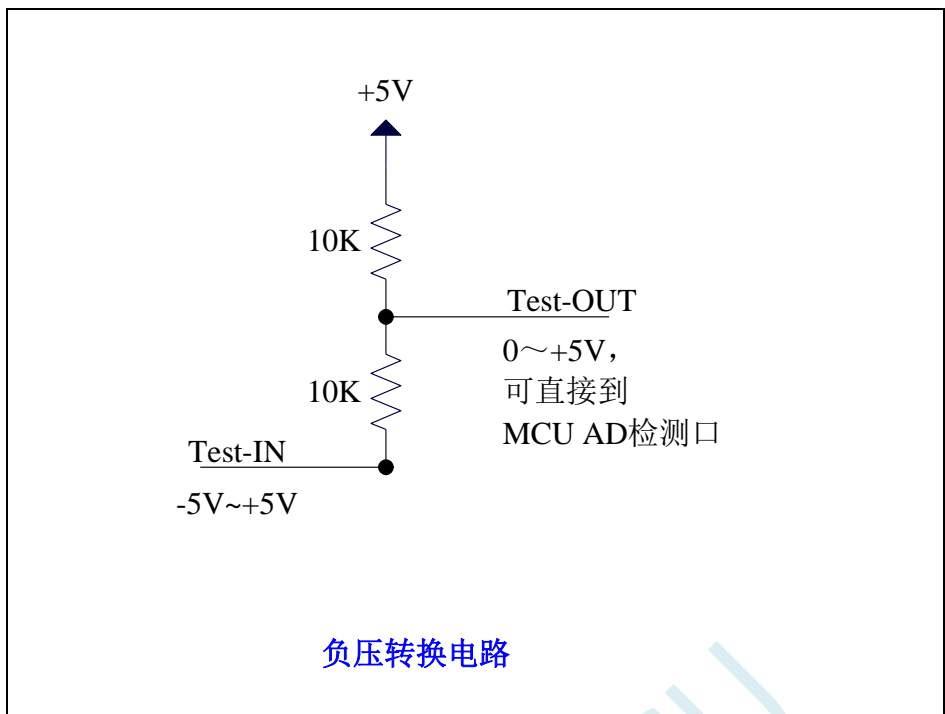 +5V
10K
Test-OUT
0～+5V，
可直接到
MCU AD检测口
10K
Test-IN
-5V~+5V
负压转换电路